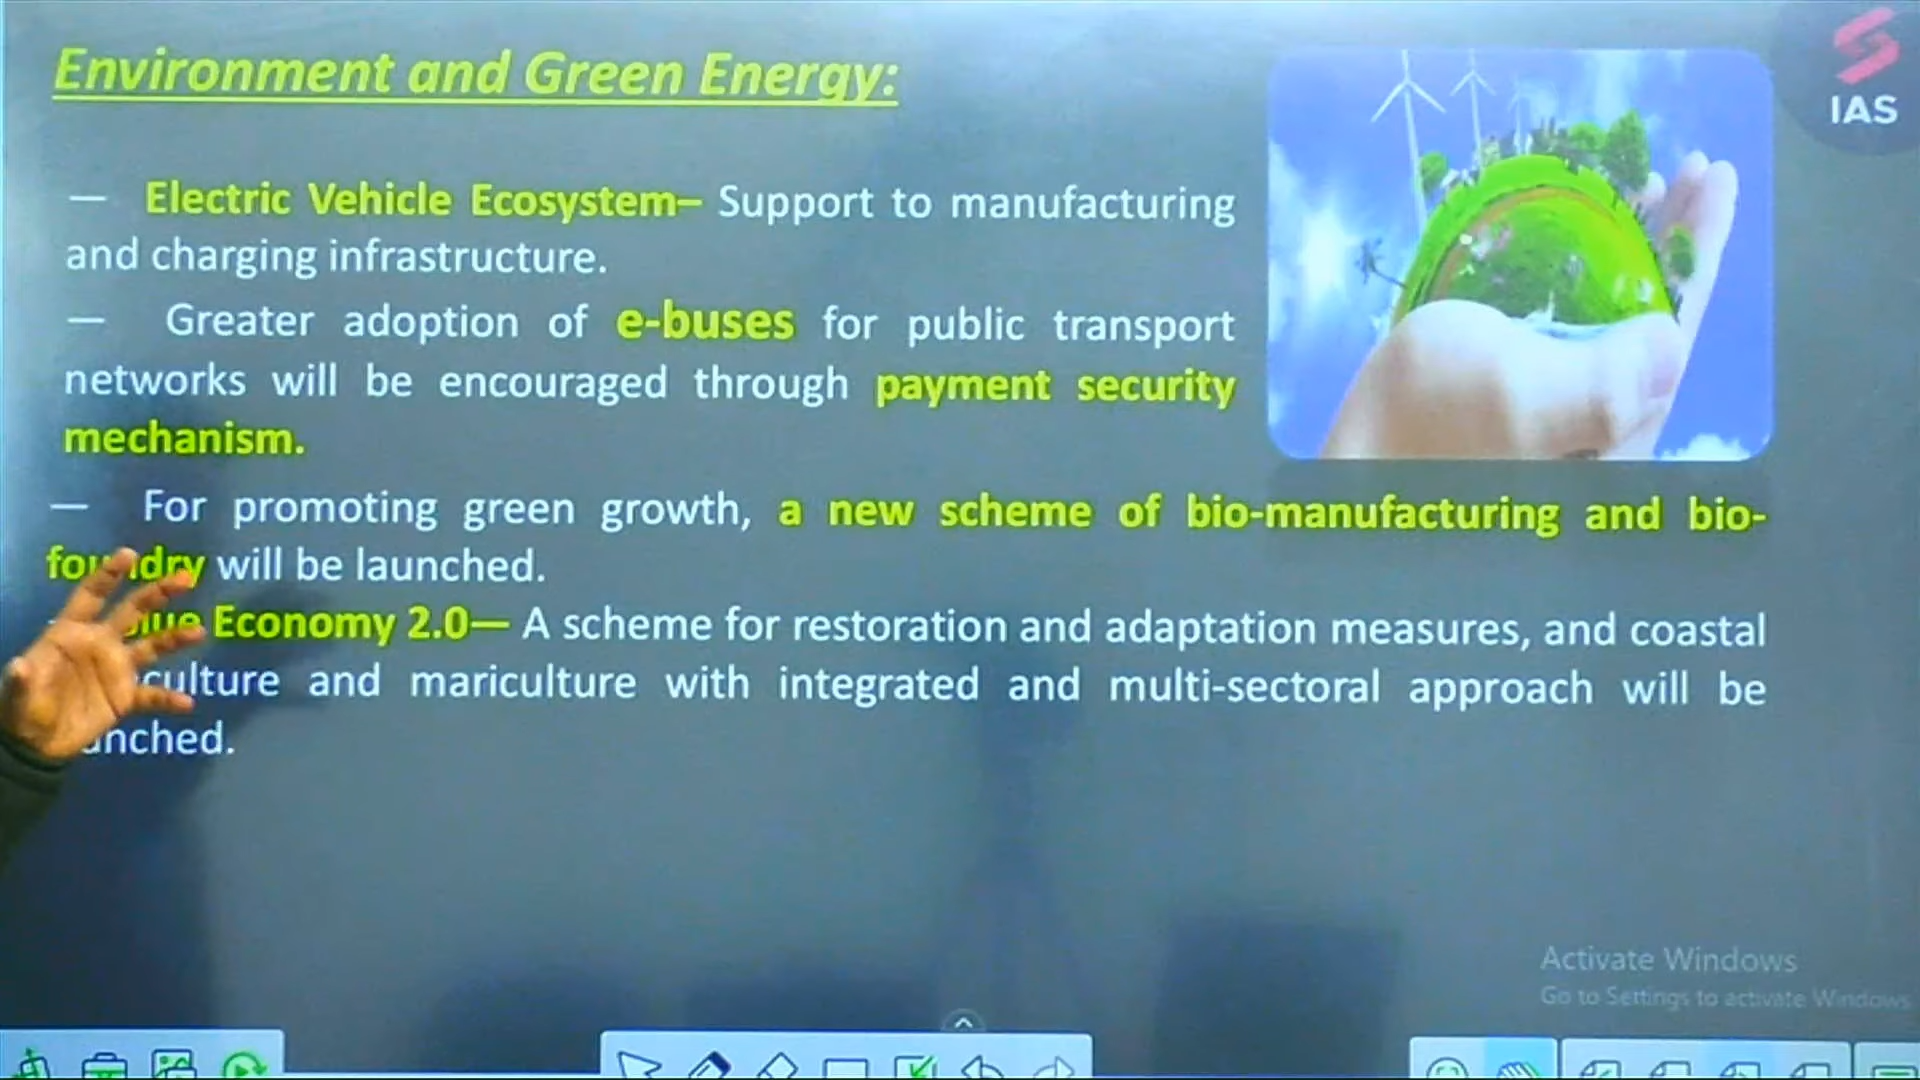 Environment and Green Energy:
IAS
— Electric Vehicle Ecosystem– Support to manufacturing
and charging infrastructure.
— Greater adoption of e-buses for public transport
networks will be encouraged through payment security
mechanism.
— For promoting green growth, a new scheme of bio-manufacturing and bio-
foundry will be launched.
Economy 2.0— A scheme for restoration and adaptation measures, and coastal
and mariculture with integrated and multi-sectoral approach will be
Activate Windows
Go to Settings to activate Windows